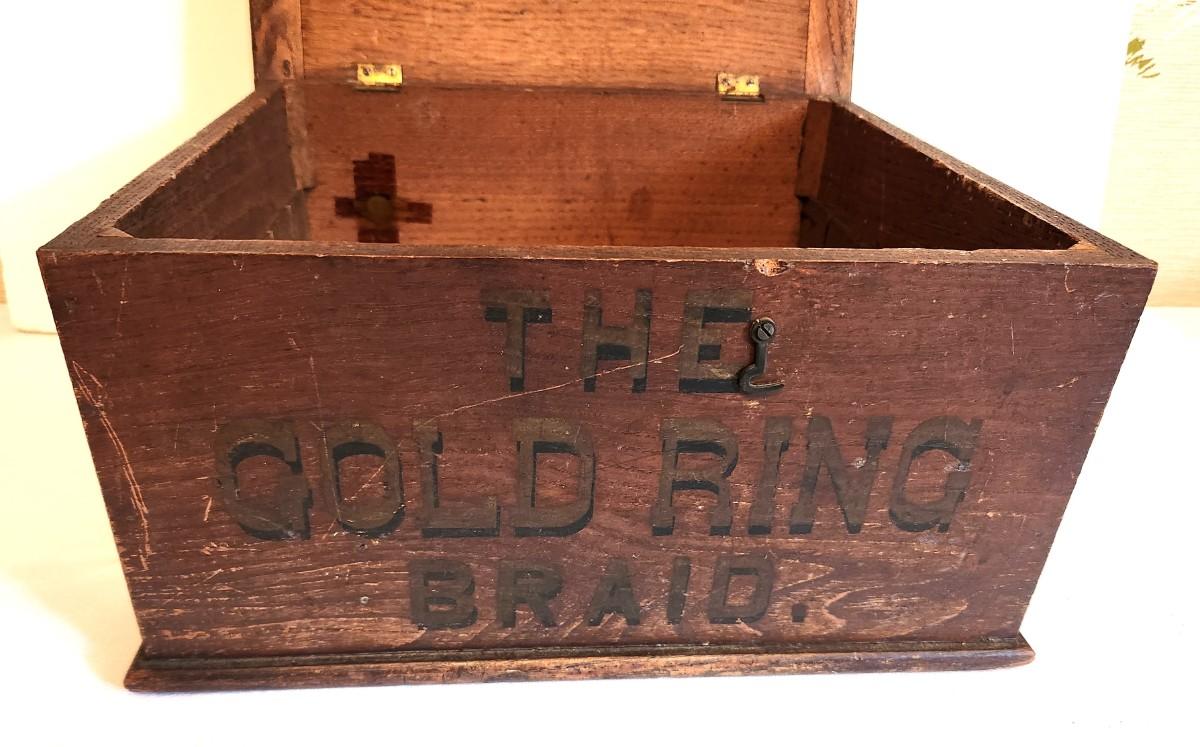 THE
GOLD RING
BRAID.